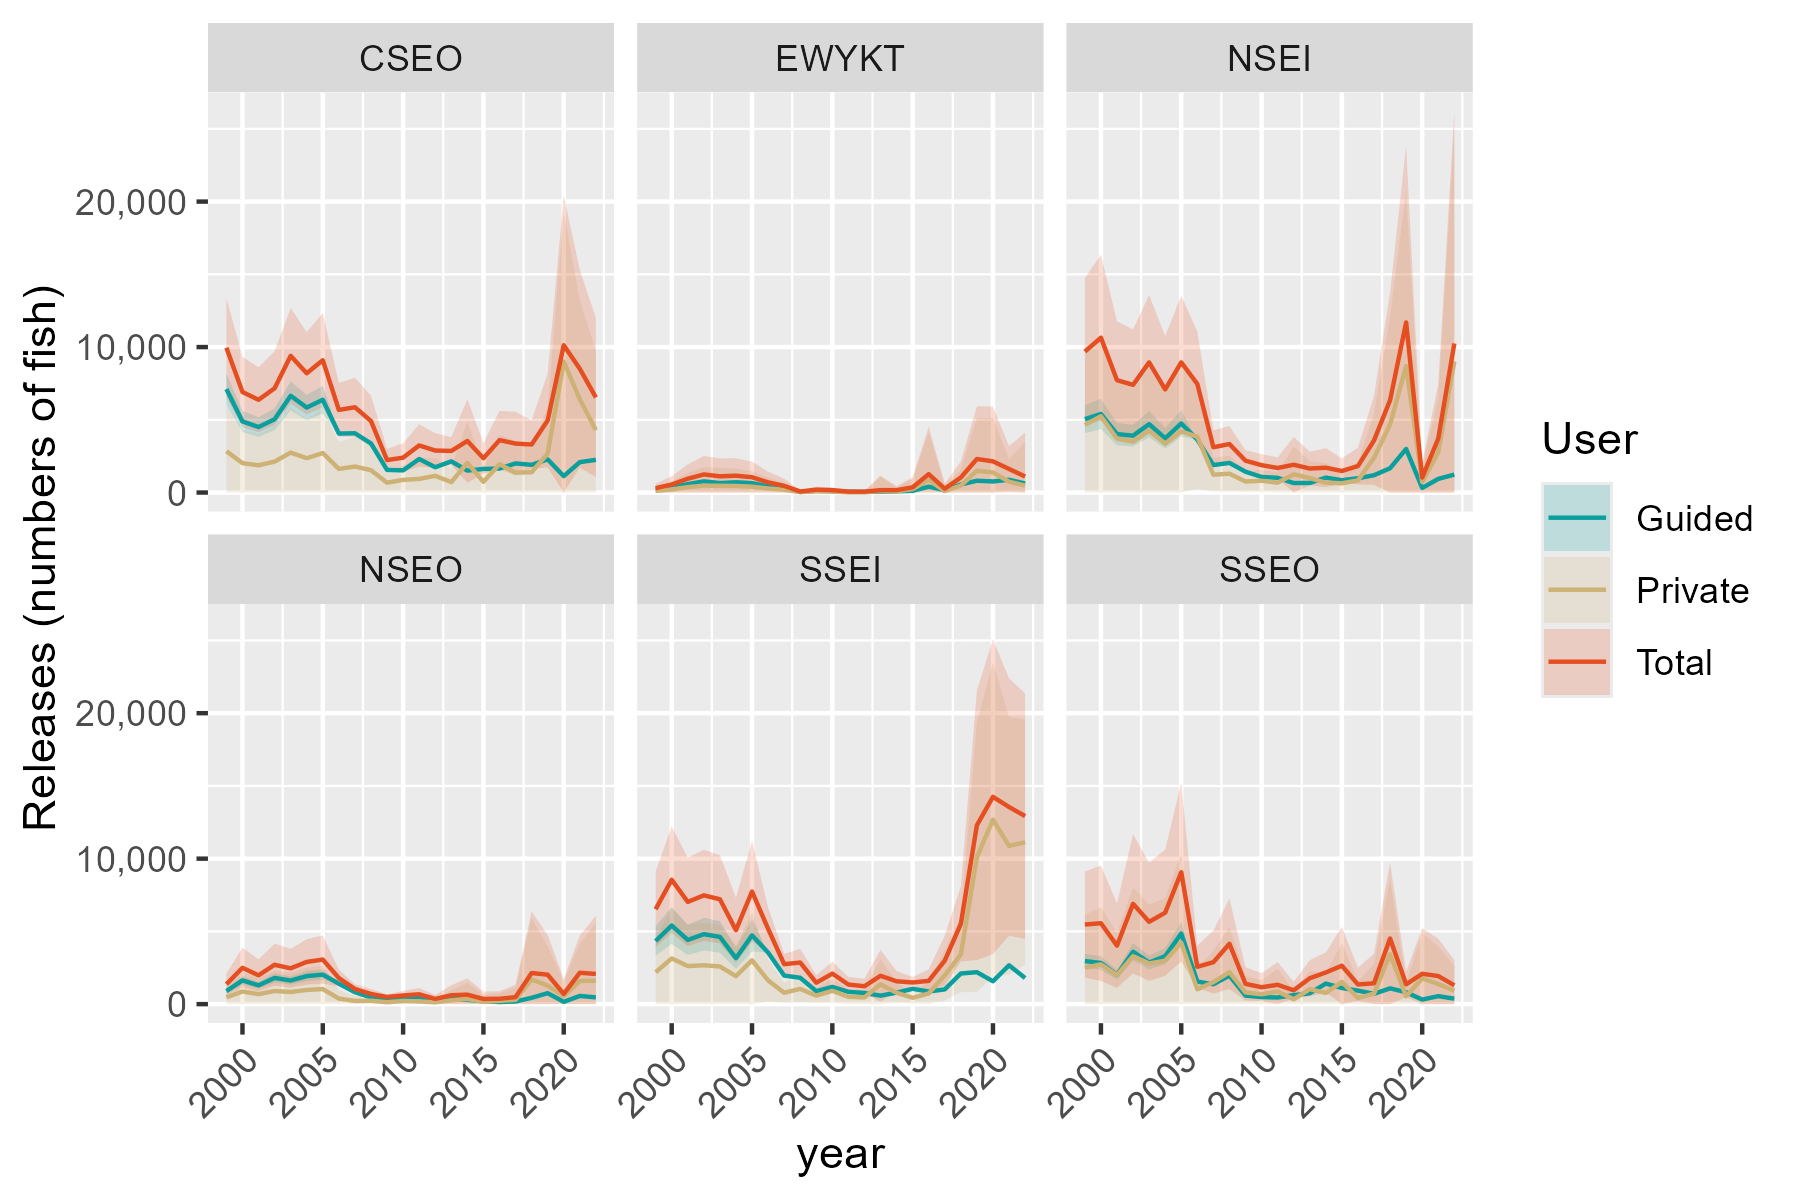 CSEO EWYKT NSEI
20,000
10,000
0
NSEO SSEI SSEO
20,000
10,000
0
2000 2005 2010 2015 2020 2000 2005 2010 2015 2020 2000 2005 2010 2015 2020
year
Releases (numbers of fish)
User
Guided
Private
Total